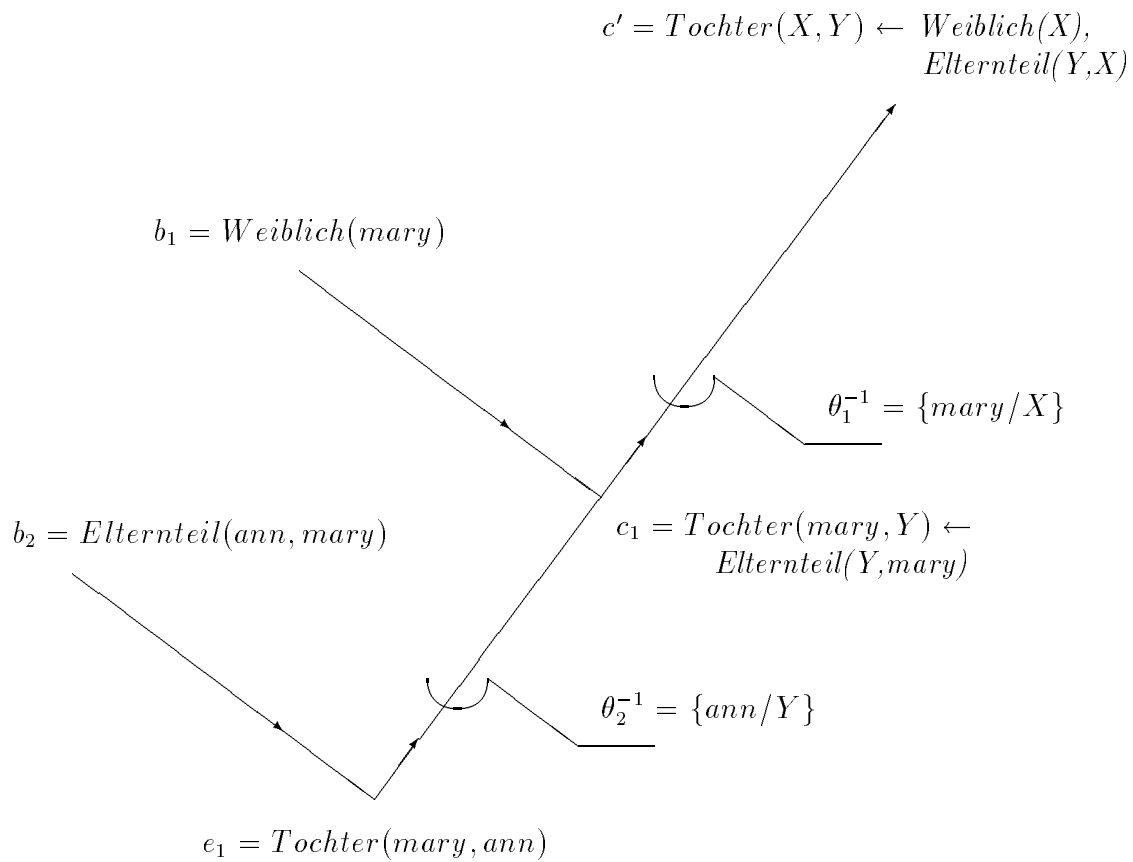 c′ = Tochter(X, Y) ← Weiblich(X),
Elternteil(Y,X)
b₁ = Weiblich(mary)
θ₁⁻¹ = {mary/X}
b₂ = Elternteil(ann, mary)
c₁ = Tochter(mary, Y) ←
Elternteil(Y,mary)
θ₂⁻¹ = {ann/Y}
e₁ = Tochter(mary, ann)